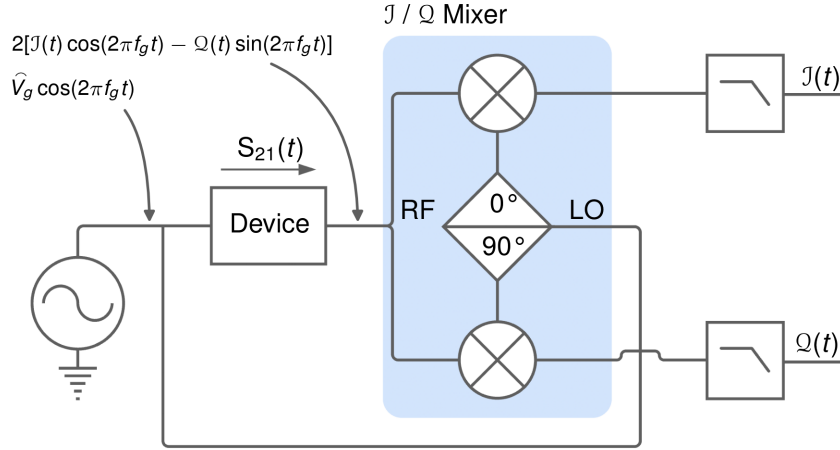 ℐ / 𝒬 Mixer
2[ℐ(t) cos(2πf_g t) − 𝒬(t) sin(2πf_g t)]
V̂_g cos(2πf_g t)
ℐ(t)
S₂₁(t)
Device
RF
0°
LO
90°
𝒬(t)